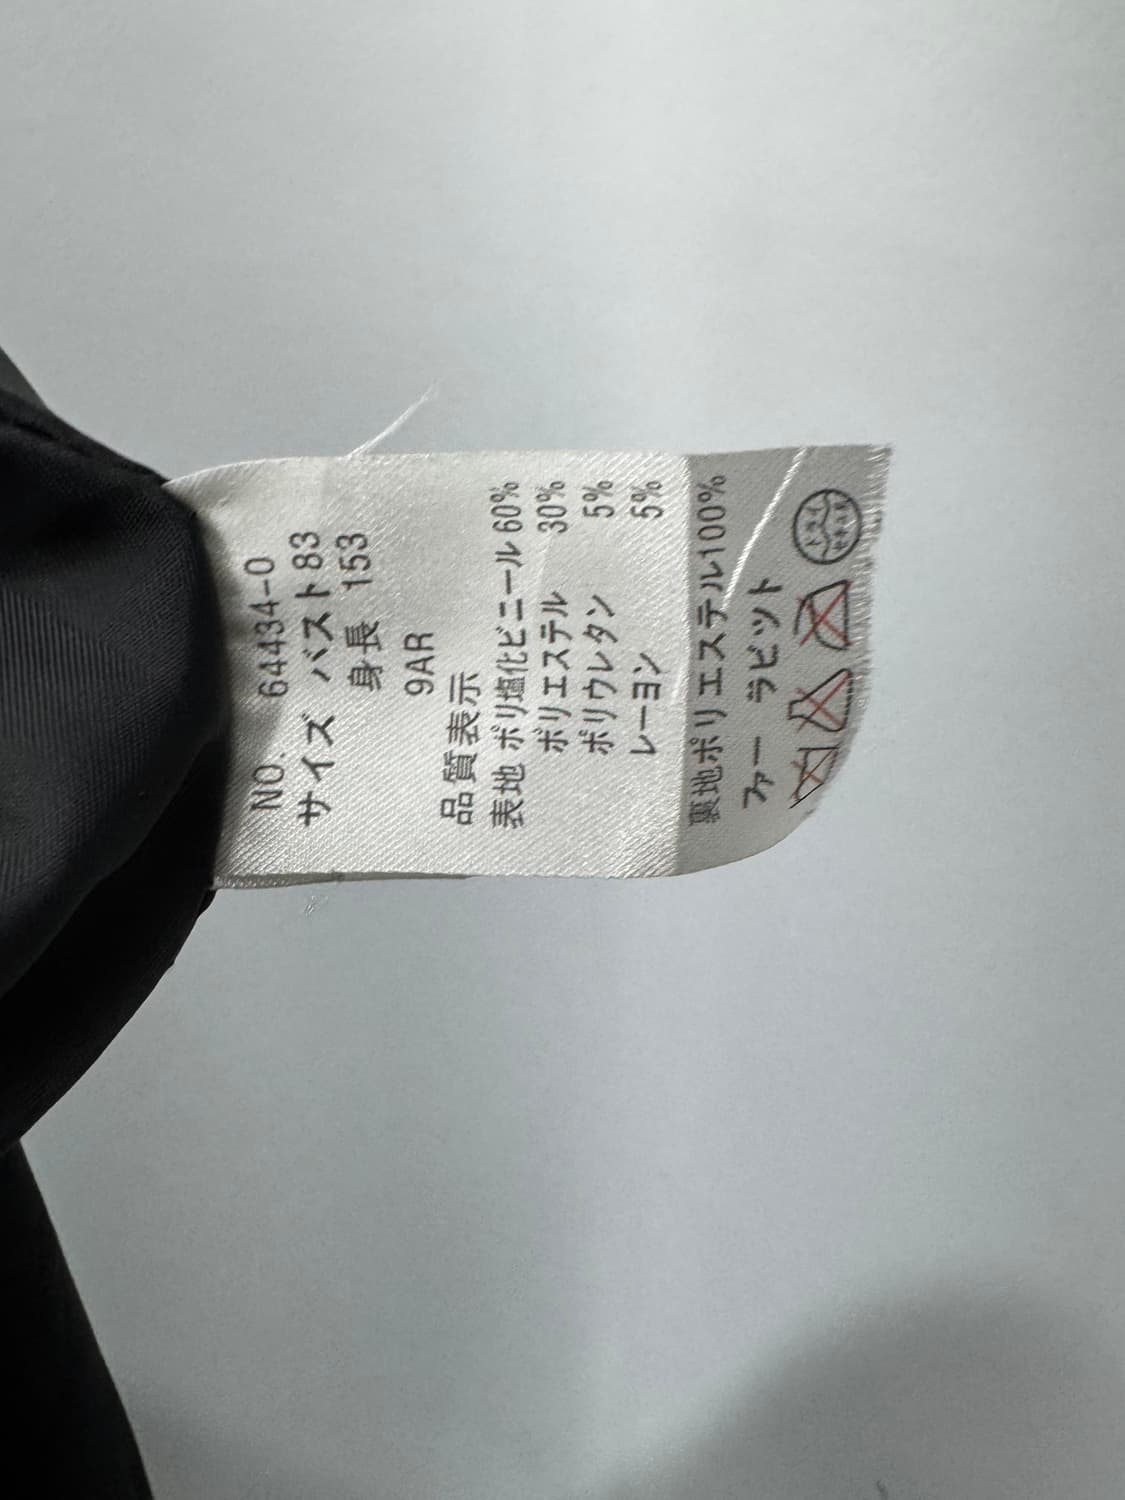 NO. 64434-0
サイズ バスト83
身長 153
9AR
品質表示
表地 ポリ塩化ビニール 60%
ポリエステル 30%
ポリウレタン 5%
レーヨン 5%
裏地ポリエステル100%
ファー ラビット
ドライ